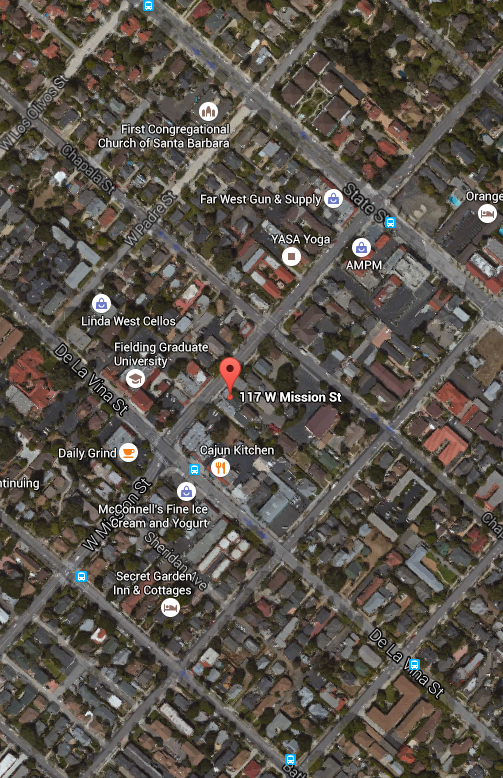 W Los Olivos St
First Congregational
Church of Santa Barbara
Chapala St
W Padre St
Far West Gun & Supply
State St
Orange
YASA Yoga
AMPM
Linda West Cellos
Fielding Graduate
University
De La Vina St
117 W Mission St
Daily Grind
Cajun Kitchen
ntinuing
McConnell's Fine Ice
Cream and Yogurt
W Mission St
Sheridan Ave
Secret Garden
Inn & Cottages
De La Vina St
Cha
Bath